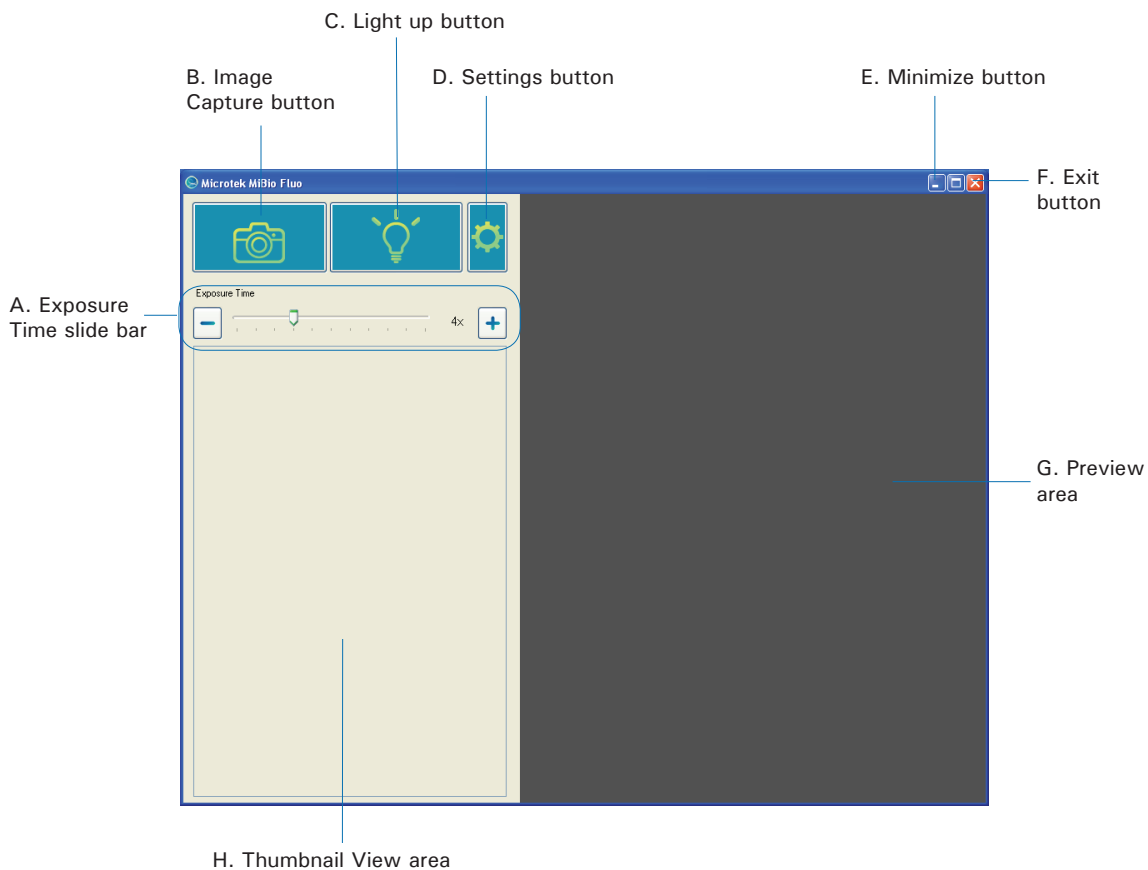 C. Light up button
B. Image
Capture button
D. Settings button
E. Minimize button
Microtek MiBio Fluo
F. Exit
button
Exposure Time
A. Exposure
Time slide bar
4x
G. Preview
area
H. Thumbnail View area